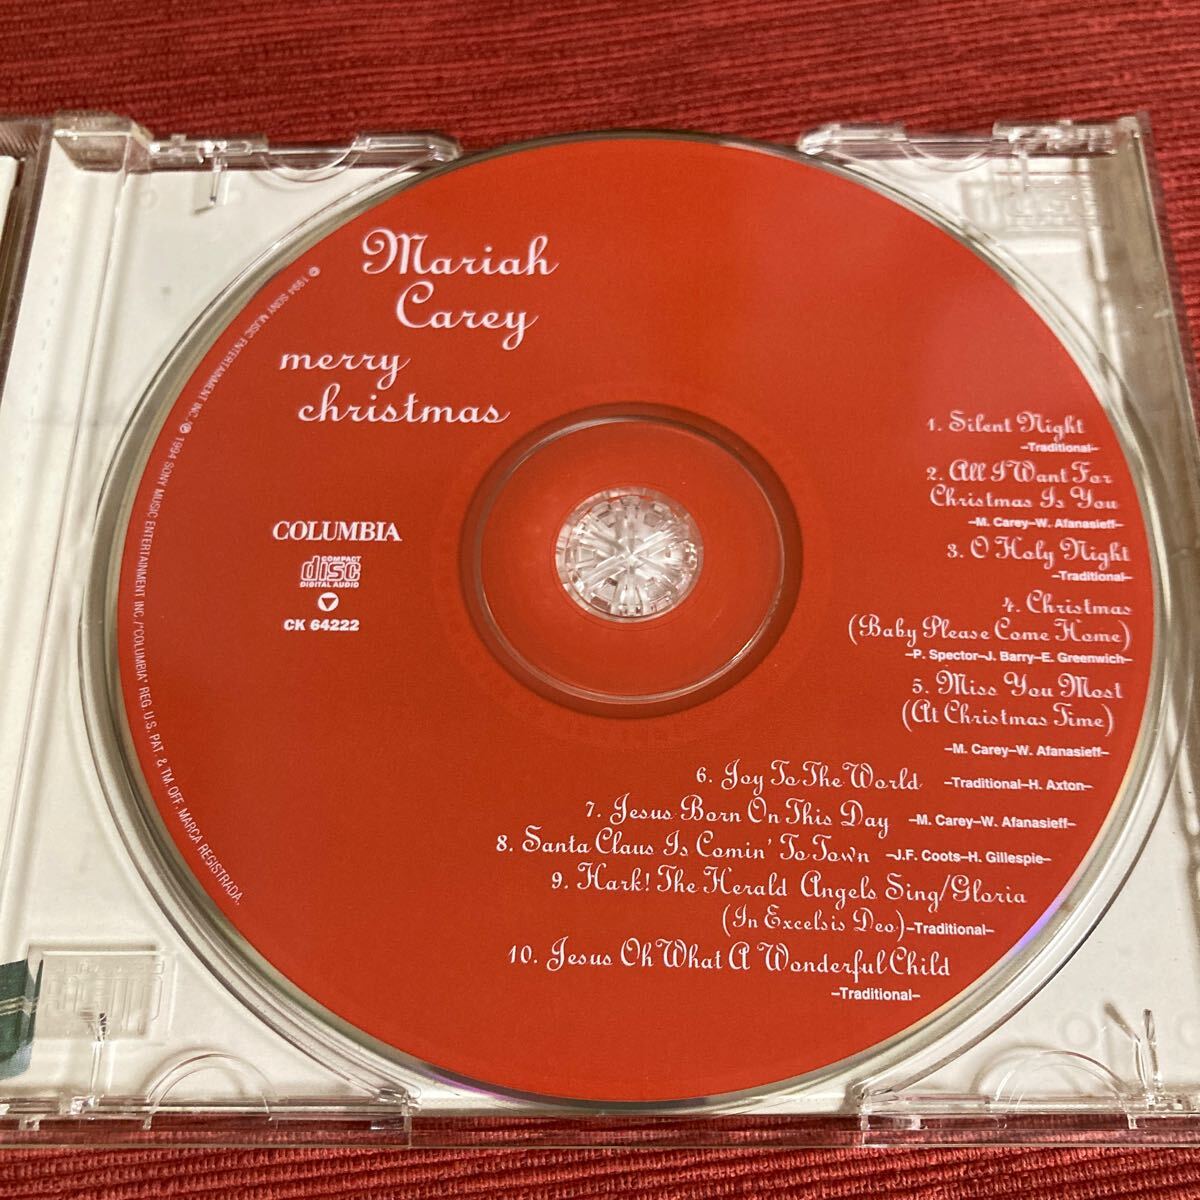 Mariah
Carey
merry
christmas
COLUMBIA
COMPACT
disc
DIGITAL AUDIO
CK 64222
1. Silent Night
–Traditional–
2. All I Want For
Christmas Is You
–M. Carey–W. Afanasieff–
3. O Holy Night
–Traditional–
4. Christmas
(Baby Please Come Home)
–P. Spector–J. Barry–E. Greenwich–
5. Miss You Most
(At Christmas Time)
–M. Carey–W. Afanasieff–
6. Joy To The World –Traditional–H. Axton–
7. Jesus Born On This Day –M. Carey–W. Afanasieff–
8. Santa Claus Is Comin' To Town –J.F. Coots–H. Gillespie–
9. Hark! The Herald Angels Sing/Gloria
(In Excelsis Deo)–Traditional–
10. Jesus Oh What A Wonderful Child
–Traditional–
© 1994 SONY MUSIC ENTERTAINMENT INC./℗ 1994 SONY MUSIC ENTERTAINMENT INC./"COLUMBIA" REG. U.S. PAT. & TM. OFF. MARCA REGISTRADA.